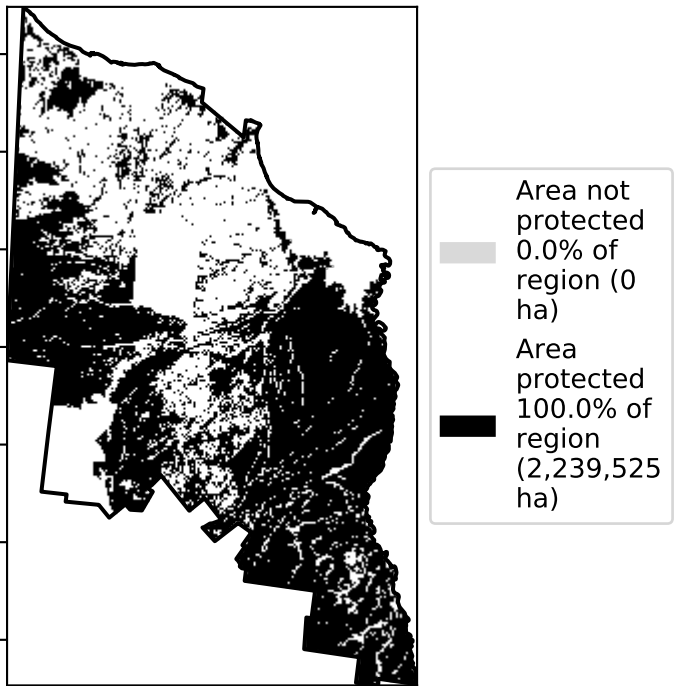 Area not
protected
0.0% of
region (0
ha)
Area
protected
100.0% of
region
(2,239,525
ha)